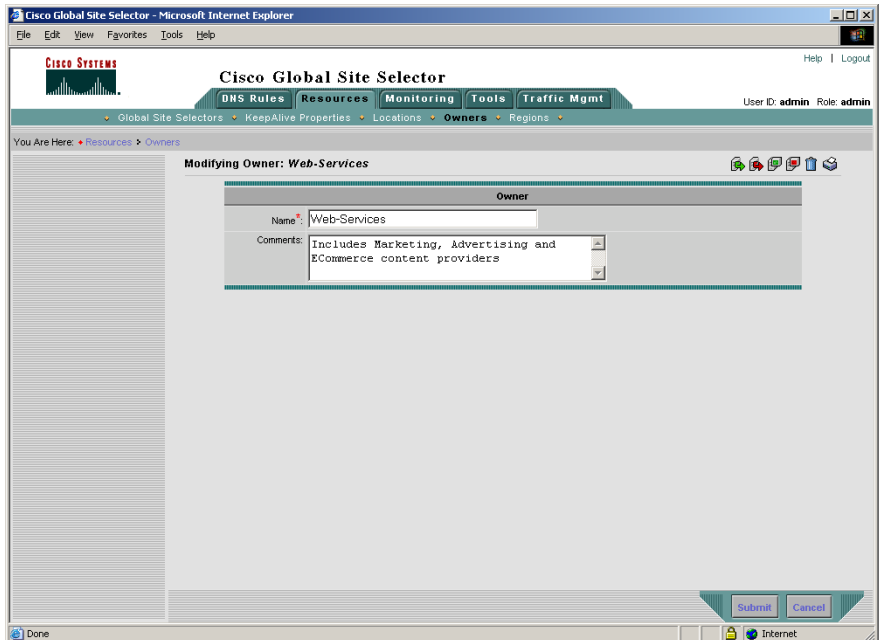 Cisco Global Site Selector - Microsoft Internet Explorer
File Edit View Favorites Tools Help
Help | Logout
CISCO SYSTEMS
Cisco Global Site Selector
DNS Rules Resources Monitoring Tools Traffic Mgmt
User ID: admin Role: admin
Global Site Selectors KeepAlive Properties Locations Owners Regions
You Are Here: Resources Owners
Modifying Owner: Web-Services
Owner
Name*: Web-Services
Comments: Includes Marketing, Advertising and
ECommerce content providers
Submit Cancel
Done Internet